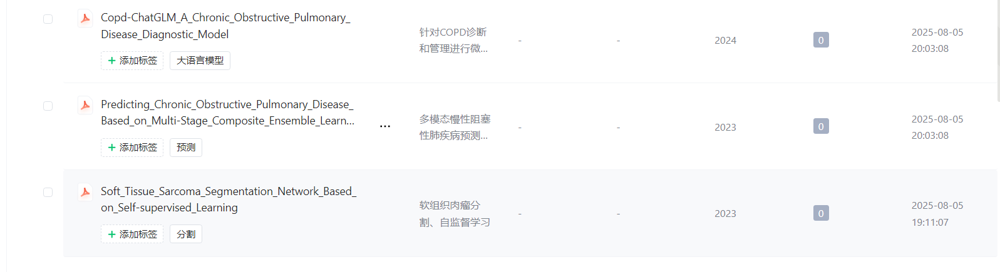 Copd-ChatGLM_A_Chronic_Obstructive_Pulmonary_
Disease_Diagnostic_Model
+ 添加标签 大语言模型
针对COPD诊断
和管理进行微...
-
-
2024
0
2025-08-05
20:03:08
Predicting_Chronic_Obstructive_Pulmonary_Disease_
Based_on_Multi-Stage_Composite_Ensemble_Learn...
+ 添加标签 预测
...
多模态慢性阻塞
性肺疾病预测...
-
-
2023
0
2025-08-05
20:03:08
Soft_Tissue_Sarcoma_Segmentation_Network_Based_
on_Self-supervised_Learning
+ 添加标签 分割
软组织肉瘤分
割、自监督学习
-
-
2023
0
2025-08-05
19:11:07